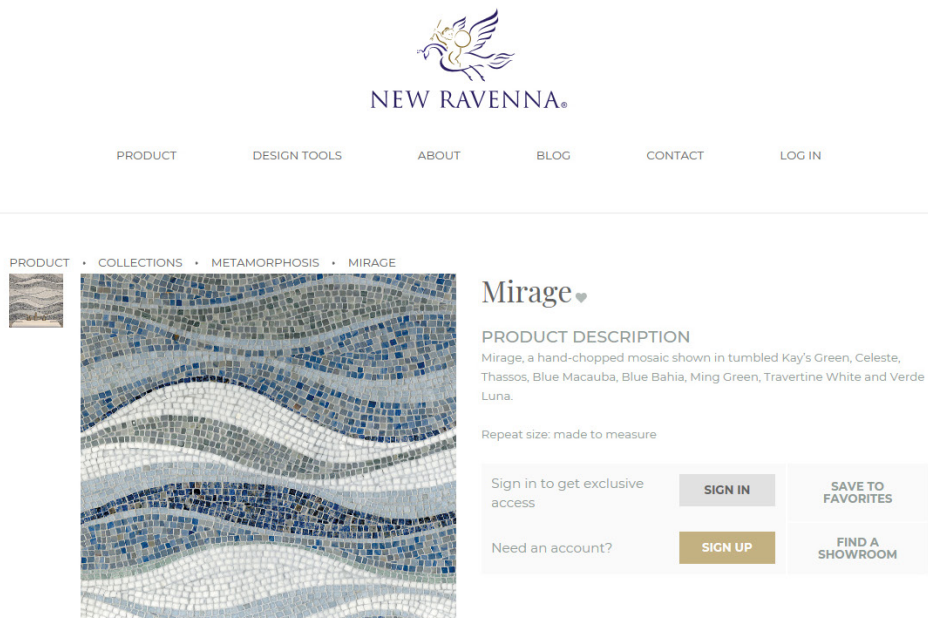 NEW RAVENNA®
PRODUCT
DESIGN TOOLS
ABOUT
BLOG
CONTACT
LOG IN
PRODUCT • COLLECTIONS • METAMORPHOSIS • MIRAGE
Mirage
PRODUCT DESCRIPTION
Mirage, a hand-chopped mosaic shown in tumbled Kay's Green, Celeste,
Thassos, Blue Macauba, Blue Bahia, Ming Green, Travertine White and Verde
Luna.
Repeat size: made to measure
Sign in to get exclusive
access
SIGN IN
SAVE TO
FAVORITES
Need an account?
SIGN UP
FIND A
SHOWROOM